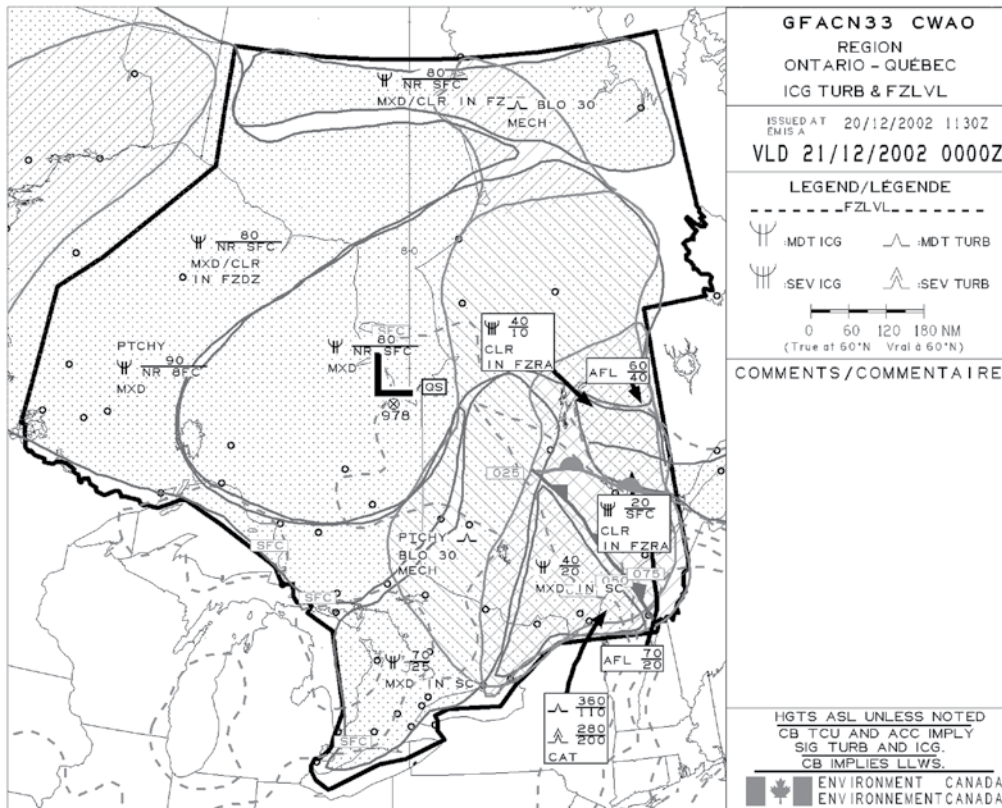 GFACN33 CWAO
REGION
ONTARIO - QUÉBEC
ICG TURB & FZLVL
ISSUED AT
ÉMIS A
20/12/2002 1130Z
VLD 21/12/2002 0000Z
LEGEND/LÉGENDE
FZLVL
:MDT ICG
:MDT TURB
:SEV ICG
:SEV TURB
0 60 120 180 NM
(True at 60°N Vrai à 60°N)
COMMENTS/COMMENTAIRE
HGTS ASL UNLESS NOTED
CB TCU AND ACC IMPLY
SIG TURB AND ICG.
CB IMPLIES LLWS.
ENVIRONMENT CANADA
ENVIRONNEMENT CANADA
80
NR SFC
MXD/CLR IN FZ
BLO 30
MECH
80
NR SFC
MXD/CLR
IN FZDZ
SFC
80
NR SFC
MXD
QS
978
PTCHY
90
NR SFC
MXD
40
10
CLR
IN FZRA
AFL
60
40
025
20
SFC
CLR
IN FZRA
PTCHY
BLO 30
MECH
40
20
MXD IN SC
050
075
SFC
SFC
70
25
MXD IN SC
AFL
70
20
360
110
280
200
CAT
SFC